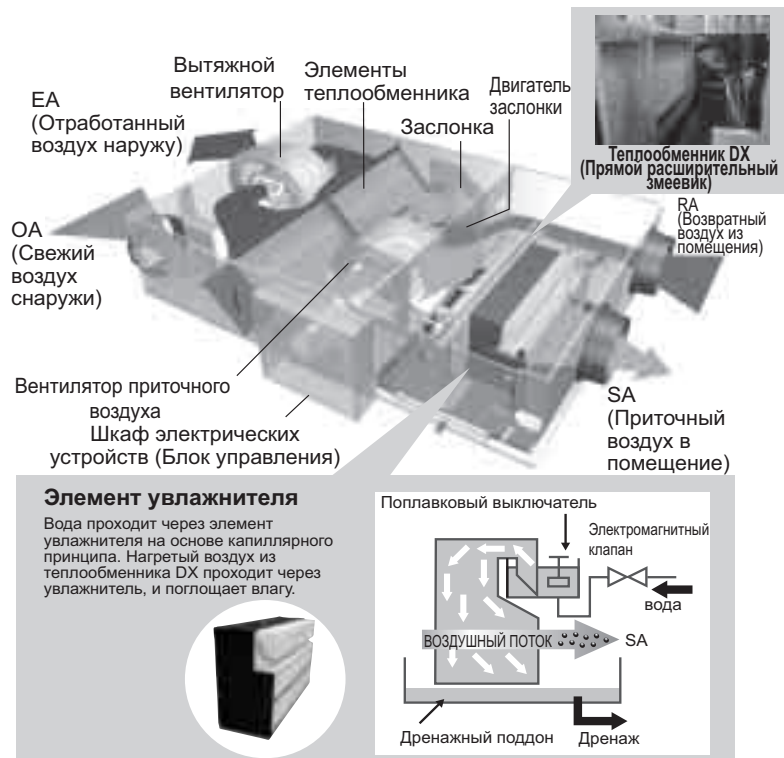 Вытяжной
вентилятор
Элементы
теплообменника
Двигатель
заслонки
Заслонка
EA
(Отработанный
воздух наружу)
Теплообменник DX
(Прямой расширительный
змеевик)
OA
(Свежий
воздух
снаружи)
RA
(Возвратный
воздух из
помещения)
Вентилятор приточного
воздуха
Шкаф электрических
устройств (Блок управления)
SA
(Приточный
воздух в
помещение)
Элемент увлажнителя
Вода проходит через элемент
увлажнителя на основе капиллярного
принципа. Нагретый воздух из
теплообменника DX проходит через
увлажнитель, и поглощает влагу.
Поплавковый выключатель
Электромагнитный
клапан
вода
ВОЗДУШНЫЙ ПОТОК
SA
Дренажный поддон
Дренаж